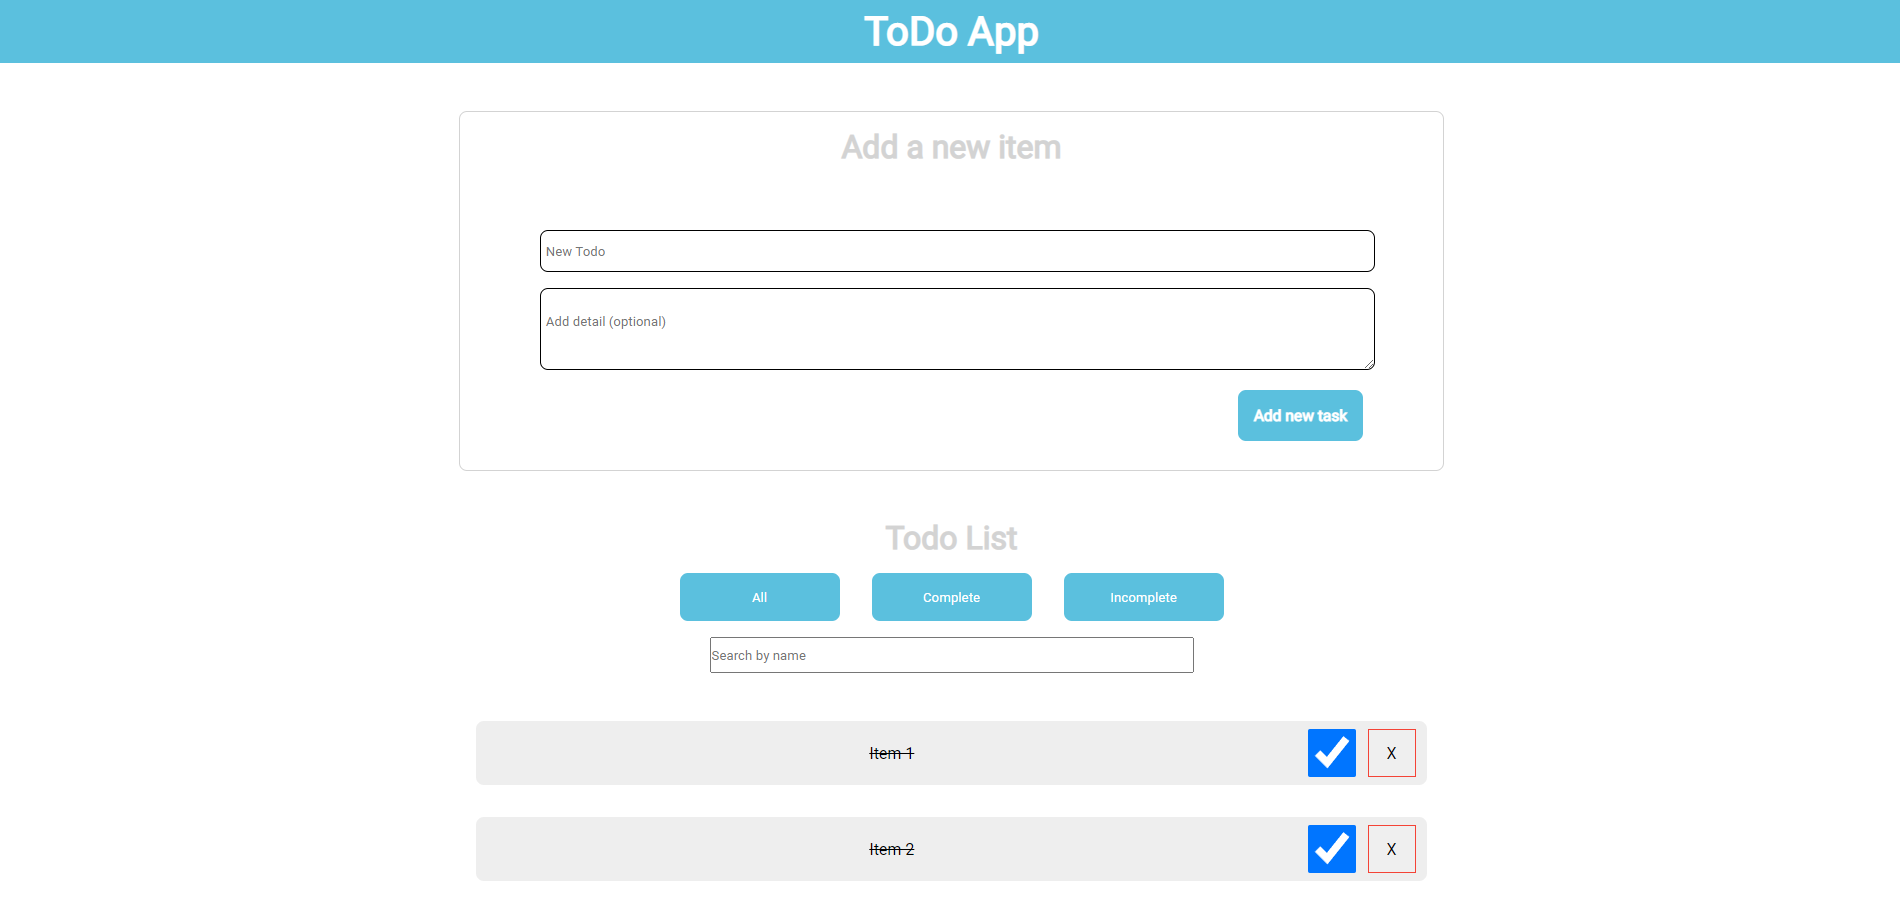 ToDo App
Add a new item
New Todo
Add detail (optional)
Add new task
Todo List
All Complete Incomplete
Search by name
Item 1 X
Item 2 X